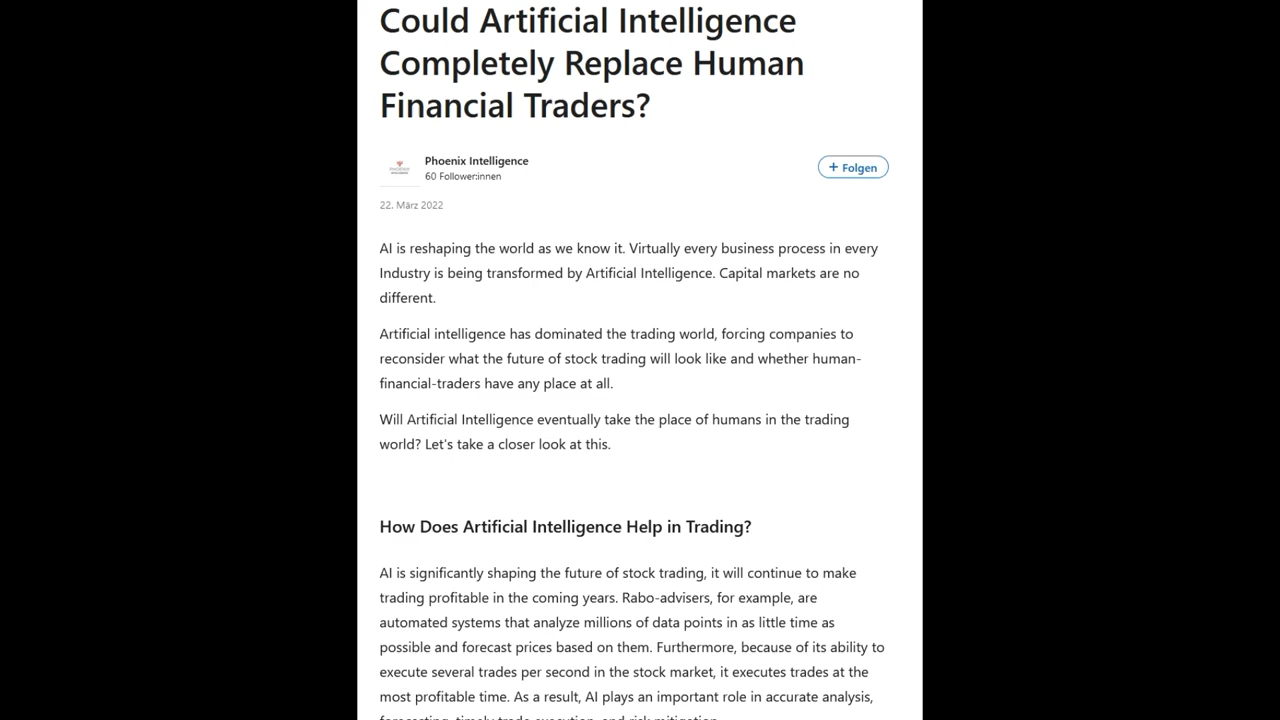 Could Artificial Intelligence
Completely Replace Human
Financial Traders?
Phoenix Intelligence
60 Follower:innen
+ Folgen
22. März 2022
AI is reshaping the world as we know it. Virtually every business process in every
Industry is being transformed by Artificial Intelligence. Capital markets are no
different.
Artificial intelligence has dominated the trading world, forcing companies to
reconsider what the future of stock trading will look like and whether human-
financial-traders have any place at all.
Will Artificial Intelligence eventually take the place of humans in the trading
world? Let's take a closer look at this.
How Does Artificial Intelligence Help in Trading?
AI is significantly shaping the future of stock trading, it will continue to make
trading profitable in the coming years. Rabo-advisers, for example, are
automated systems that analyze millions of data points in as little time as
possible and forecast prices based on them. Furthermore, because of its ability to
execute several trades per second in the stock market, it executes trades at the
most profitable time. As a result, AI plays an important role in accurate analysis,
forecasting, timely trade execution, and risk mitigation.